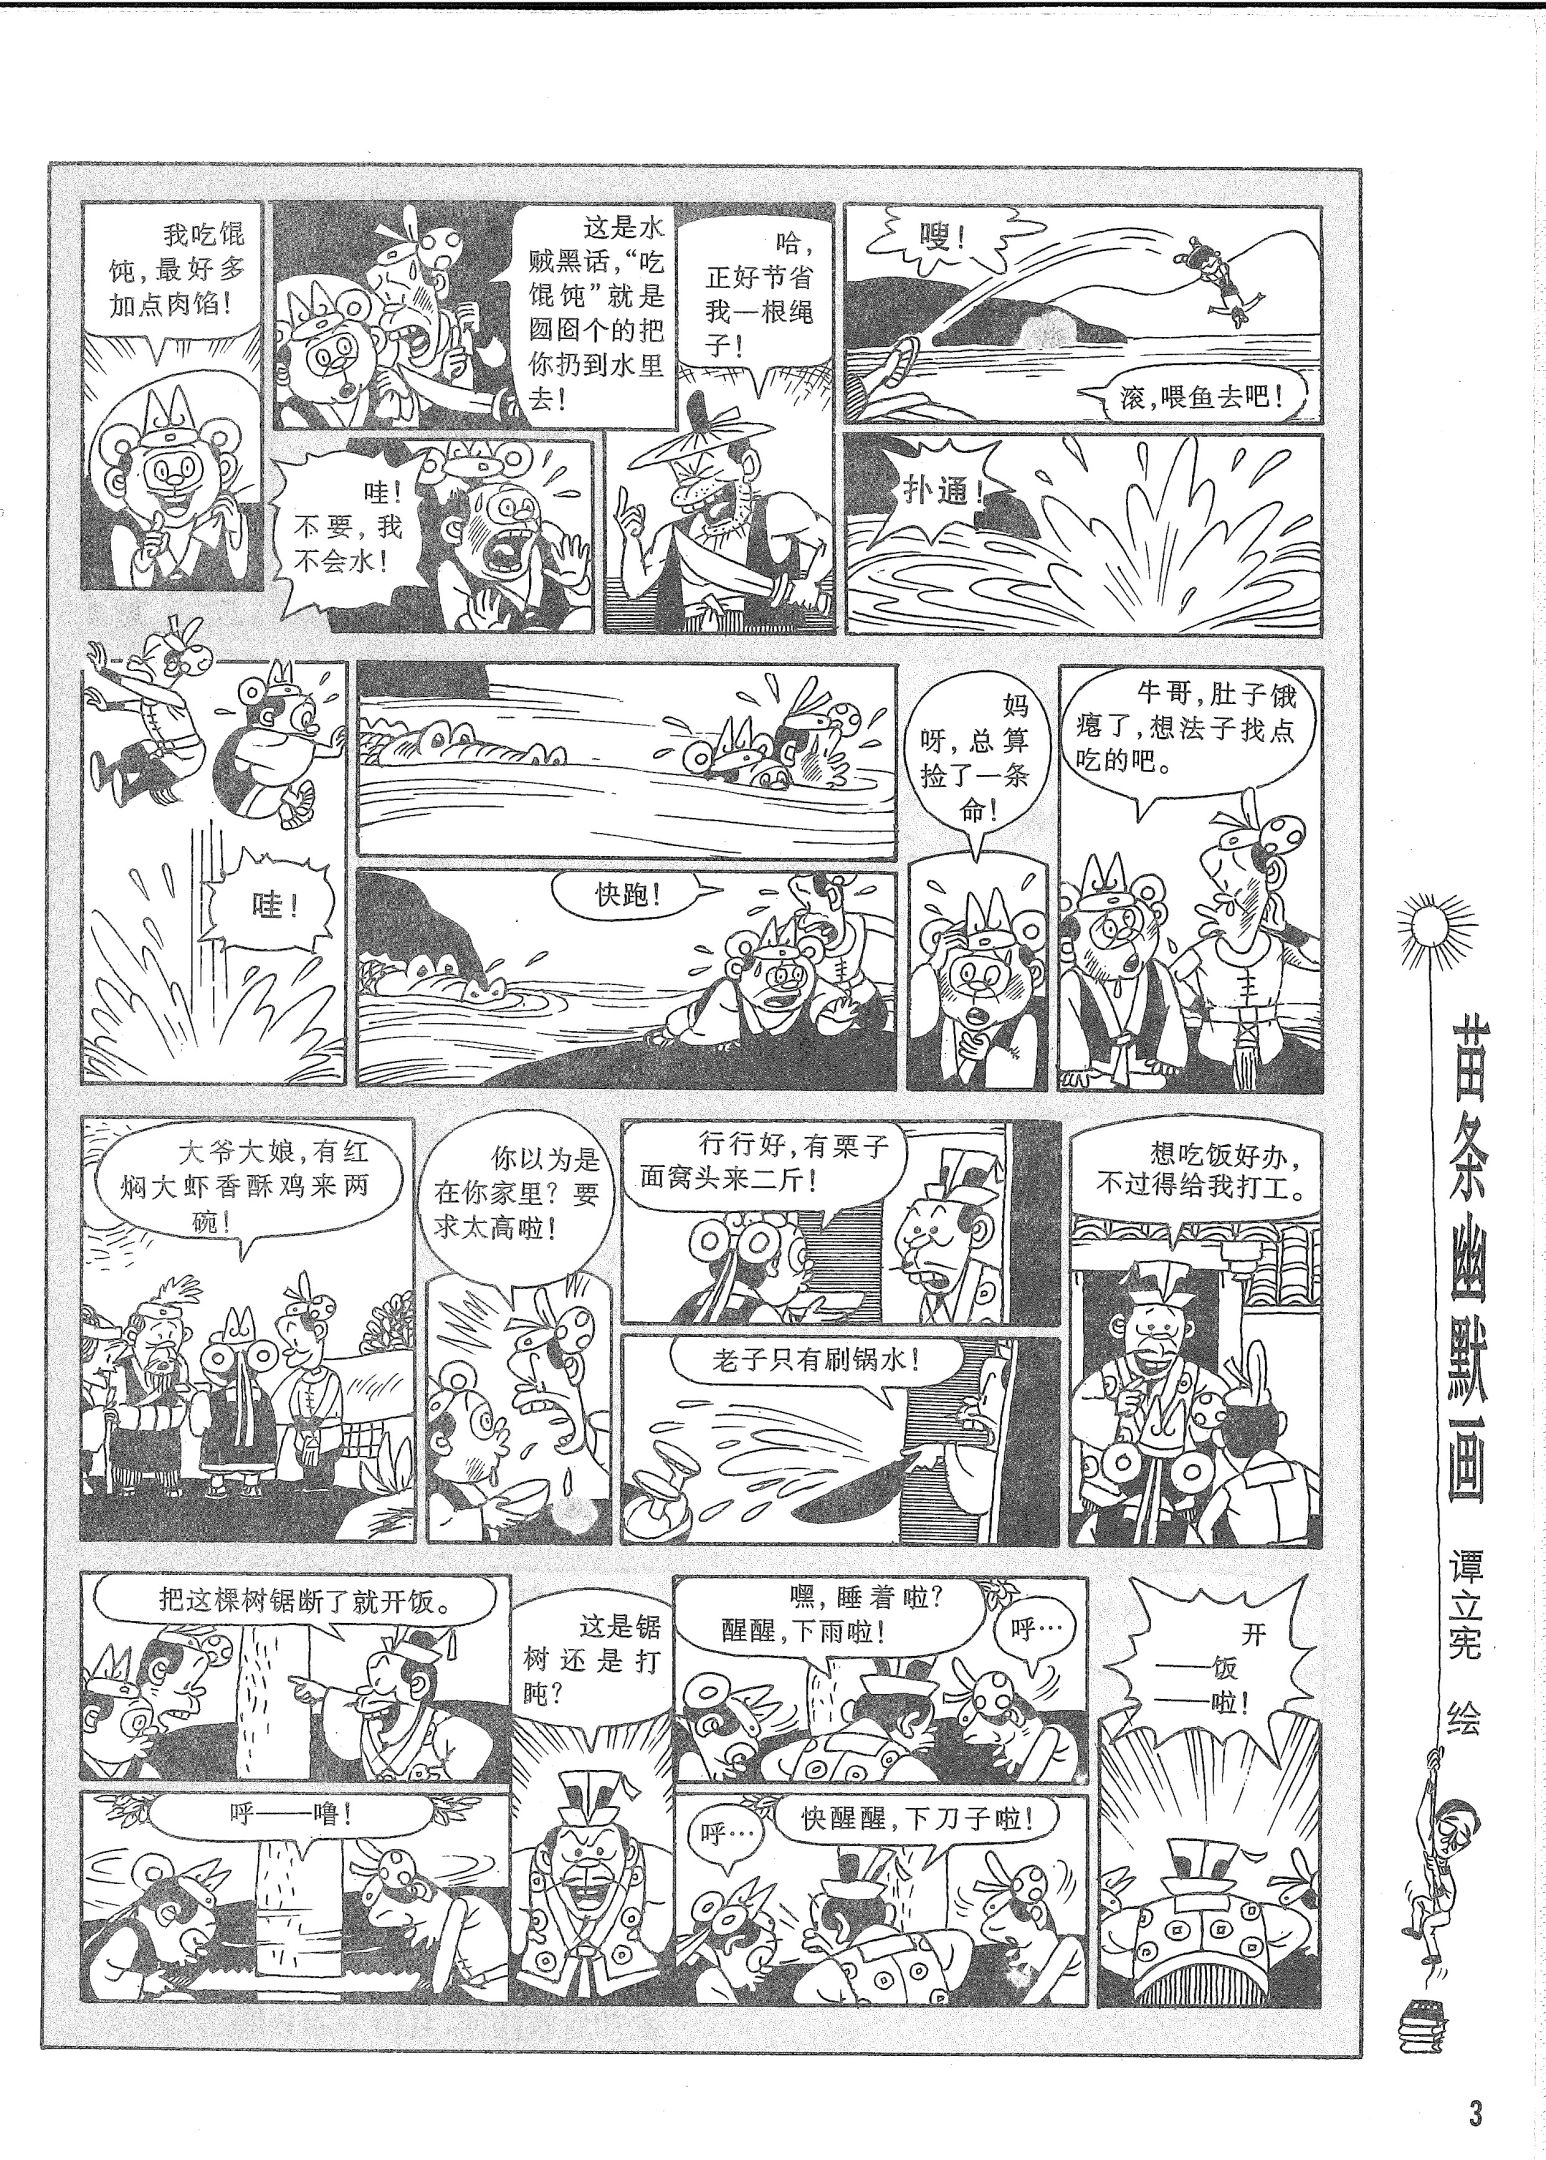 我吃馄
饨，最好多
加点肉馅！
这是水
贼黑话，“吃
馄饨”就是
囫囵个的把
你扔到水里
去！
哇！
不要，我
不会水！
哈，
正好节省
我一根绳
子！
嗖！
滚，喂鱼去吧！
扑通！
哇！
快跑！
妈
呀，总算
捡了一条
命！
牛哥，肚子饿
瘪了，想法子找点
吃的吧。
大爷大娘，有红
焖大虾香酥鸡来两
碗！
你以为是
在你家里？要
求太高啦！
行行好，有栗子
面窝头来二斤！
老子只有刷锅水！
想吃饭好办，
不过得给我打工。
把这棵树锯断了就开饭。
呼——噜！
这是锯
树还是打
盹？
嘿，睡着啦？
醒醒，下雨啦！
呼…
快醒醒，下刀子啦！
呼…
开
——饭
——啦！
苗条幽默画 谭立宪 绘
3